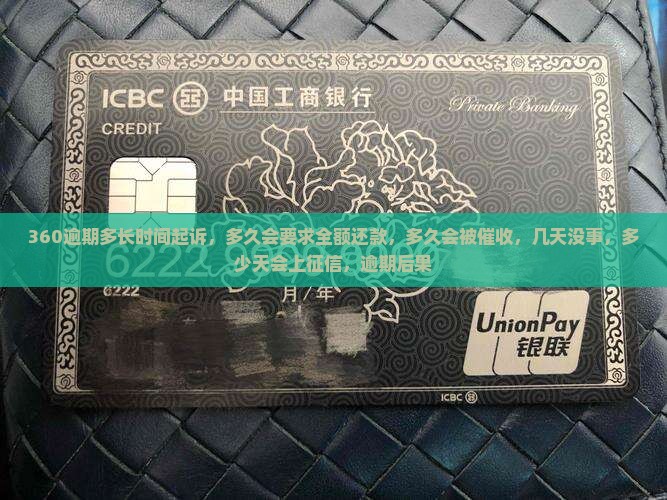 ICBC 中国工商银行
Private Banking
CREDIT
360逾期多长时间起诉，多久会要求全额还款，多久会被催收，几天没事，多
少天会上征信，逾期后果
6222
月/年
UnionPay
银联
ICBC